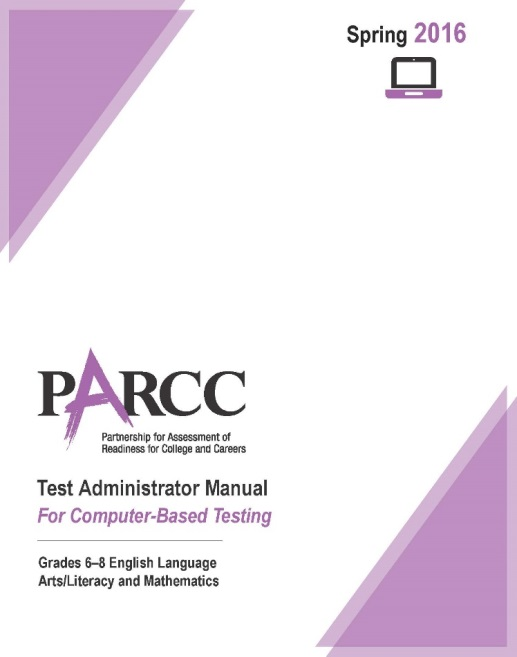 Spring 2016
PARCC
Partnership for Assessment of
Readiness for College and Careers
Test Administrator Manual
For Computer-Based Testing
Grades 6–8 English Language
Arts/Literacy and Mathematics